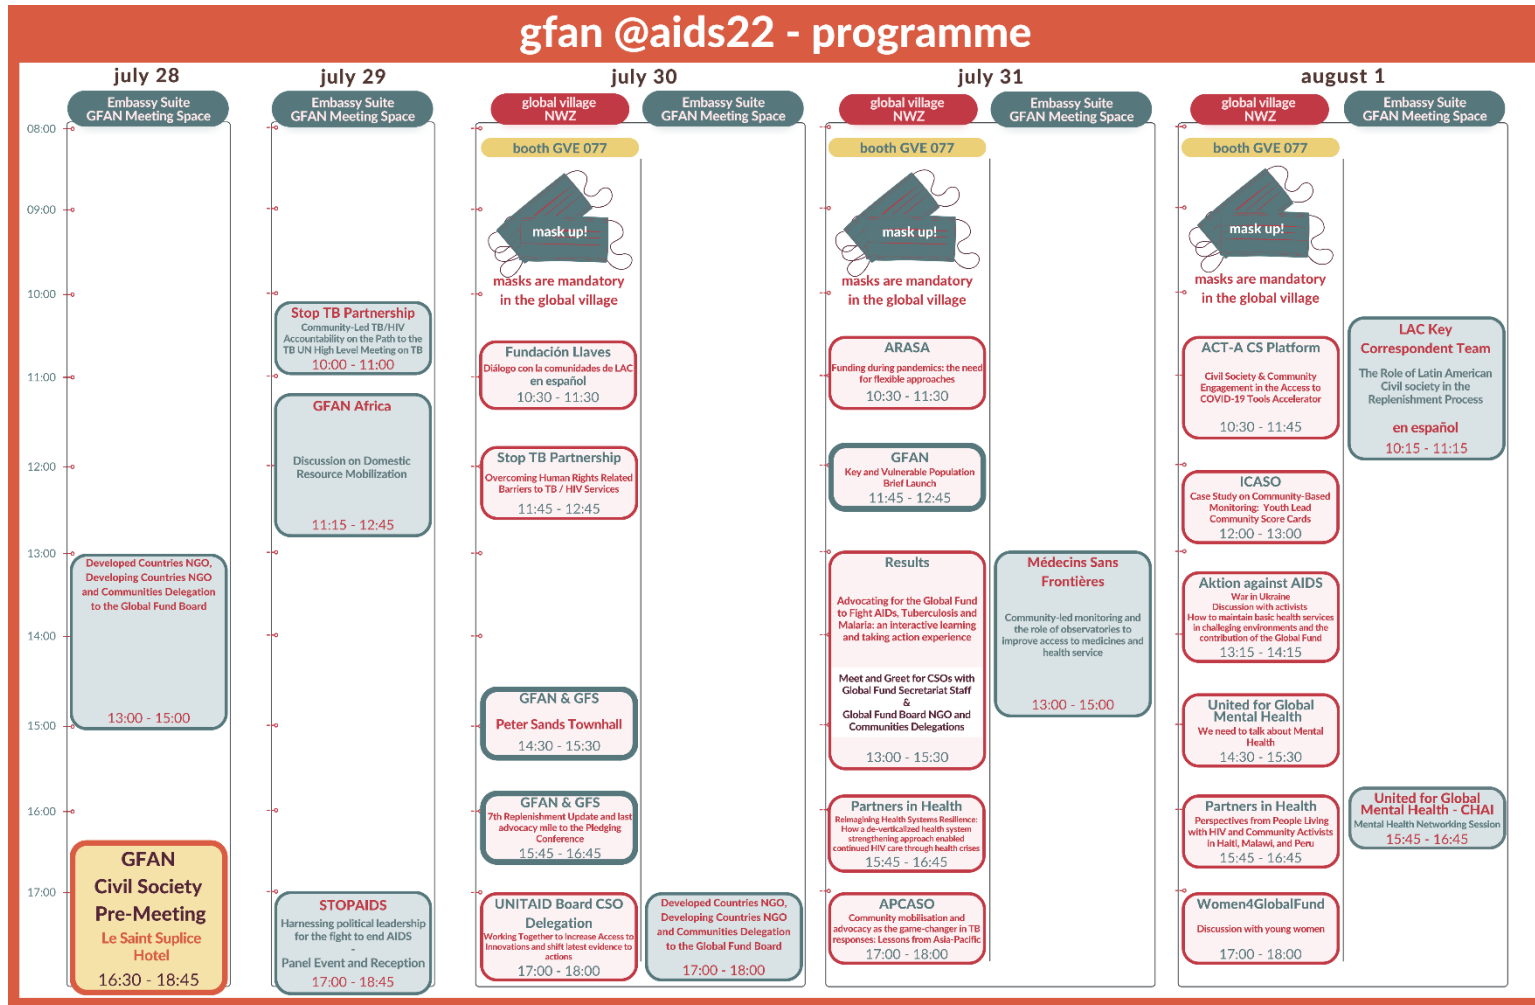 gfan @aids22 - programme
july 28
july 29
july 30
july 31
august 1
Embassy Suite
GFAN Meeting Space
Embassy Suite
GFAN Meeting Space
global village
NWZ
Embassy Suite
GFAN Meeting Space
global village
NWZ
Embassy Suite
GFAN Meeting Space
global village
NWZ
Embassy Suite
GFAN Meeting Space
08:00
09:00
10:00
11:00
12:00
13:00
14:00
15:00
16:00
17:00
Developed Countries NGO,
Developing Countries NGO
and Communities Delegation
to the Global Fund Board
13:00 - 15:00
GFAN
Civil Society
Pre-Meeting
Le Saint Suplice
Hotel
16:30 - 18:45
Stop TB Partnership
Community-Led TB/HIV
Accountability on the Path to the
TB UN High Level Meeting on TB
10:00 - 11:00
GFAN Africa
Discussion on Domestic
Resource Mobilization
11:15 - 12:45
STOPAIDS
Harnessing political leadership
for the fight to end AIDS
-
Panel Event and Reception
17:00 - 18:45
booth GVE 077
mask up!
masks are mandatory
in the global village
Fundación Llaves
Diálogo con la comunidades de LAC
en español
10:30 - 11:30
Stop TB Partnership
Overcoming Human Rights Related
Barriers to TB / HIV Services
11:45 - 12:45
GFAN & GFS
Peter Sands Townhall
14:30 - 15:30
GFAN & GFS
7th Replenishment Update and last
advocacy mile to the Pledging
Conference
15:45 - 16:45
UNITAID Board CSO
Delegation
Working Together to Increase Access to
Innovations and shift latest evidence to
actions
17:00 - 18:00
Developed Countries NGO,
Developing Countries NGO
and Communities Delegation
to the Global Fund Board
17:00 - 18:00
booth GVE 077
mask up!
masks are mandatory
in the global village
ARASA
Funding during pandemics: the need
for flexible approaches
10:30 - 11:30
GFAN
Key and Vulnerable Population
Brief Launch
11:45 - 12:45
Results
Advocating for the Global Fund
to Fight AIDs, Tuberculosis and
Malaria: an interactive learning
and taking action experience
Meet and Greet for CSOs with
Global Fund Secretariat Staff
&
Global Fund Board NGO and
Communities Delegations
13:00 - 15:30
Partners in Health
Reimagining Health Systems Resilience:
How a de-verticalized health system
strengthening approach enabled
continued HIV care through health crises
15:45 - 16:45
APCASO
Community mobilisation and
advocacy as the game-changer in TB
responses: Lessons from Asia-Pacific
17:00 - 18:00
Médecins Sans
Frontières
Community-led monitoring and
the role of observatories to
improve access to medicines and
health service
13:00 - 15:00
booth GVE 077
mask up!
masks are mandatory
in the global village
ACT-A CS Platform
Civil Society & Community
Engagement in the Access to
COVID-19 Tools Accelerator
10:30 - 11:45
ICASO
Case Study on Community-Based
Monitoring: Youth Lead
Community Score Cards
12:00 - 13:00
Aktion against AIDS
War in Ukraine
Discussion with activists
How to maintain basic health services
in challeging environments and the
contribution of the Global Fund
13:15 - 14:15
United for Global
Mental Health
We need to talk about Mental
Health
14:30 - 15:30
Partners in Health
Perspectives from People Living
with HIV and Community Activists
in Haiti, Malawi, and Peru
15:45 - 16:45
Women4GlobalFund
Discussion with young women
17:00 - 18:00
LAC Key
Correspondent Team
The Role of Latin American
Civil society in the
Replenishment Process
en español
10:15 - 11:15
United for Global
Mental Health - CHAI
Mental Health Networking Session
15:45 - 16:45